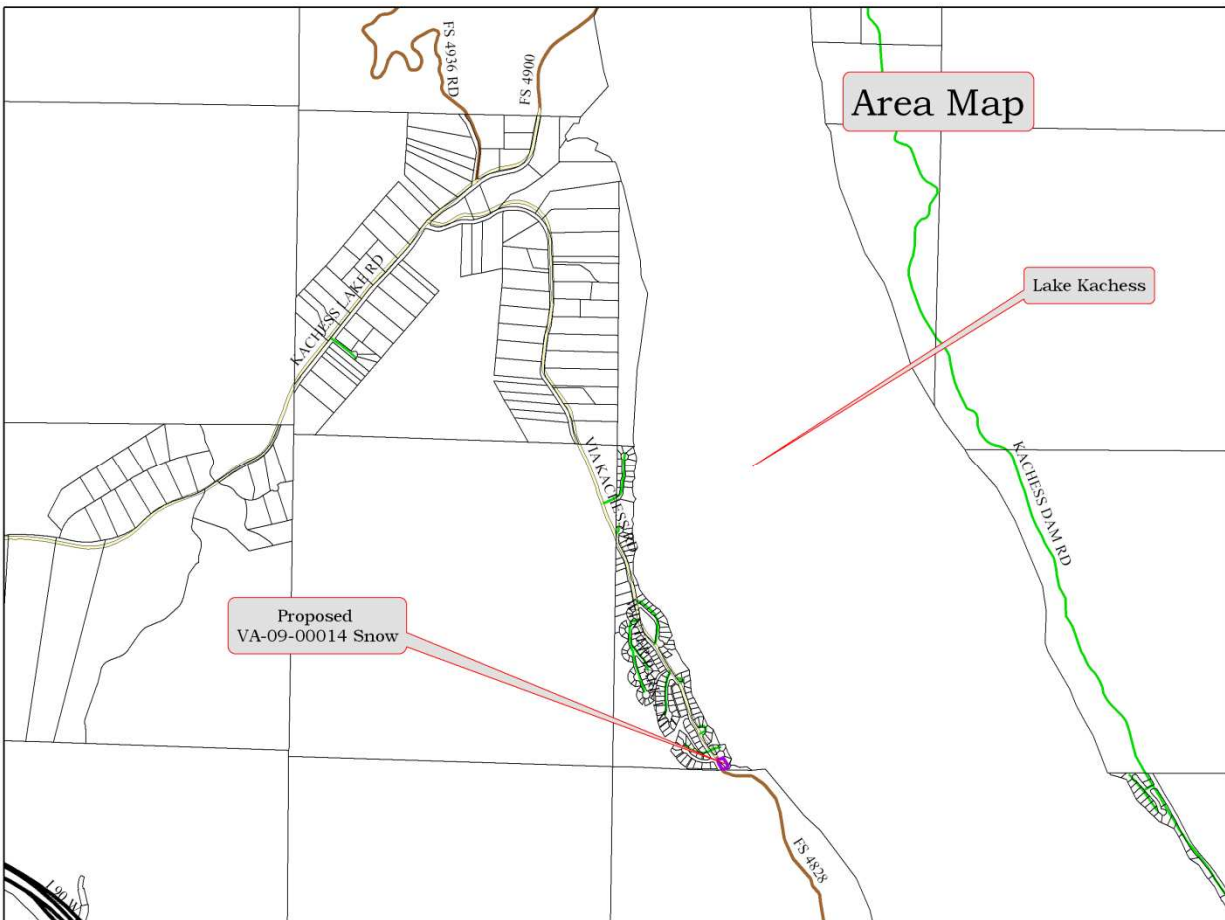 FS 4936 RD
FS 4900
Area Map
Lake Kachess
KACHESS LAKE RD
KACHESS DAM RD
VIA KACHESS RD
Proposed
VA-09-00014 Snow
FS 4828
I-90 W